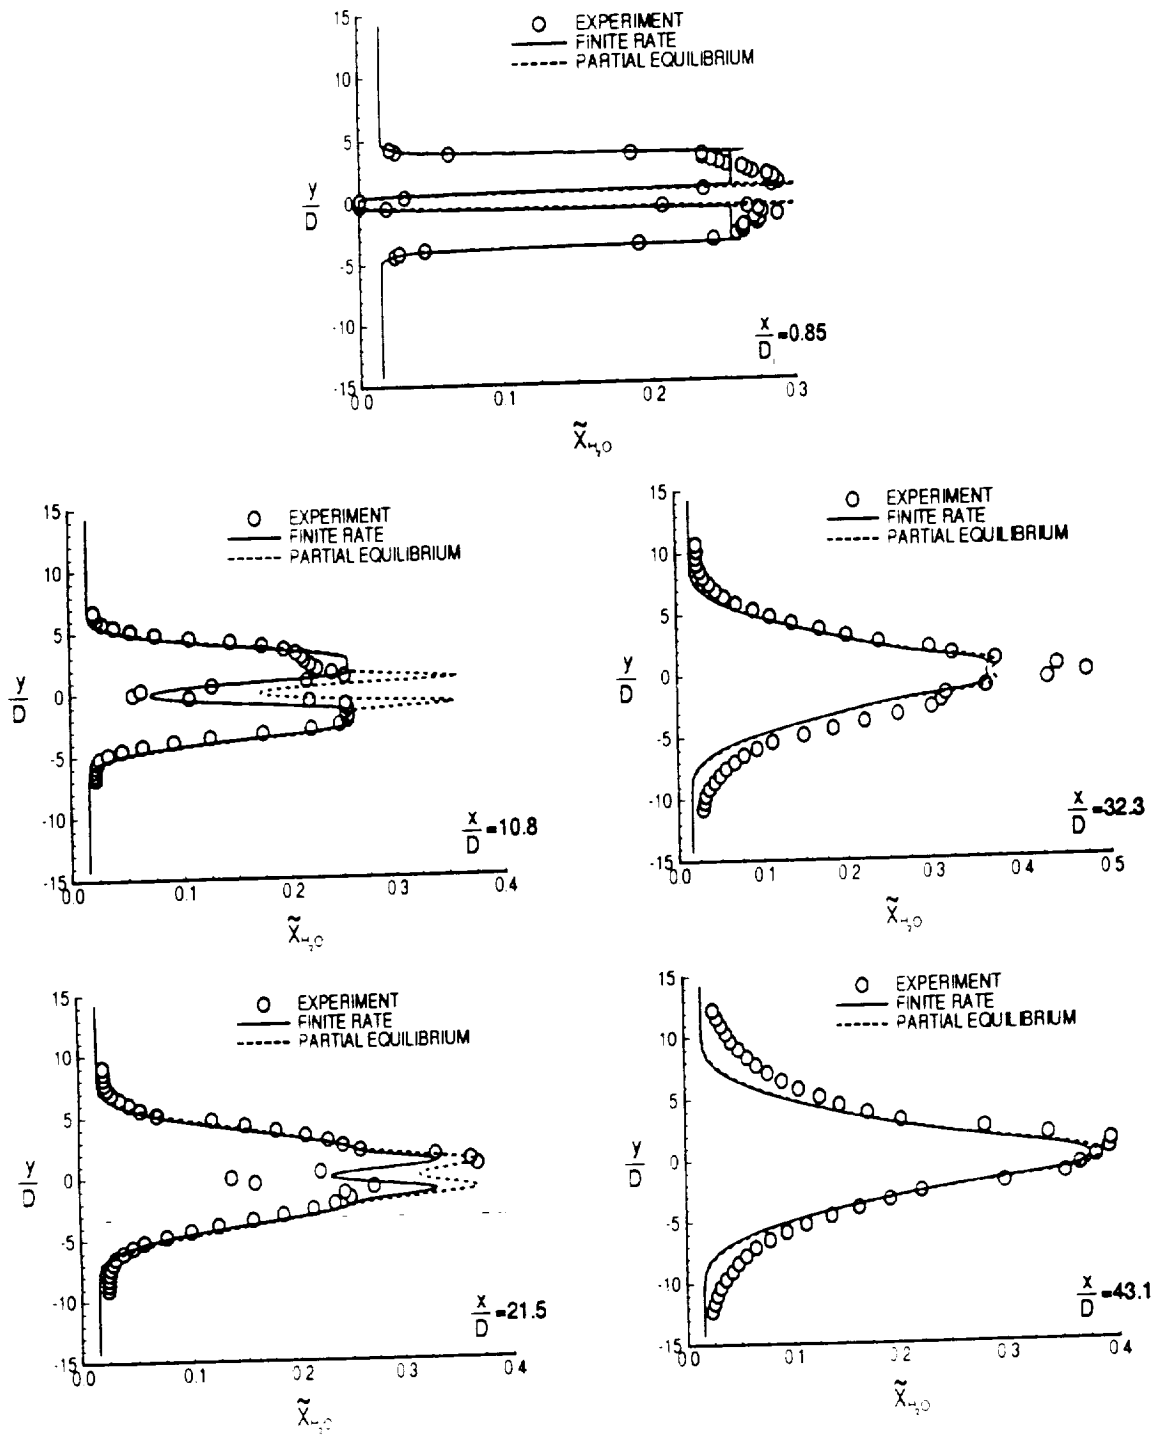 EXPERIMENT
FINITE RATE
PARTIAL EQUILIBRIUM
15
10
5
0
-5
-10
-15
y/D
x/D=0.85
0.0 0.1 0.2 0.3
X̃H₂O
EXPERIMENT
FINITE RATE
PARTIAL EQUILIBRIUM
15
10
5
0
-5
-10
-15
y/D
x/D=10.8
0.0 0.1 0.2 0.3 0.4
X̃H₂O
EXPERIMENT
FINITE RATE
PARTIAL EQUILIBRIUM
15
10
5
0
-5
-10
-15
y/D
x/D=32.3
0.0 0.1 0.2 0.3 0.4 0.5
X̃H₂O
EXPERIMENT
FINITE RATE
PARTIAL EQUILIBRIUM
15
10
5
0
-5
-10
-15
y/D
x/D=21.5
0.0 0.1 0.2 0.3 0.4
X̃H₂O
EXPERIMENT
FINITE RATE
PARTIAL EQUILIBRIUM
15
10
5
0
-5
-10
-15
y/D
x/D=43.1
0.0 0.1 0.2 0.3 0.4
X̃H₂O